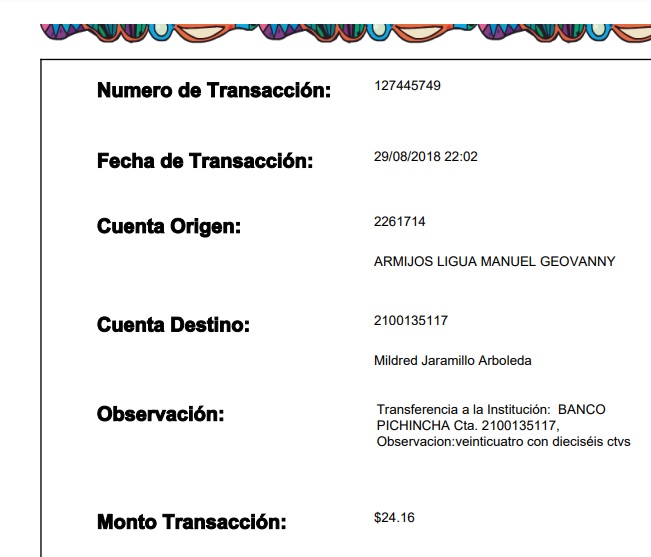 Numero de Transacción: 127445749
Fecha de Transacción: 29/08/2018 22:02
Cuenta Origen: 2261714
ARMIJOS LIGUA MANUEL GEOVANNY
Cuenta Destino: 2100135117
Mildred Jaramillo Arboleda
Observación: Transferencia a la Institución: BANCO
PICHINCHA Cta. 2100135117,
Observacion:veinticuatro con dieciséis ctvs
Monto Transacción: $24.16